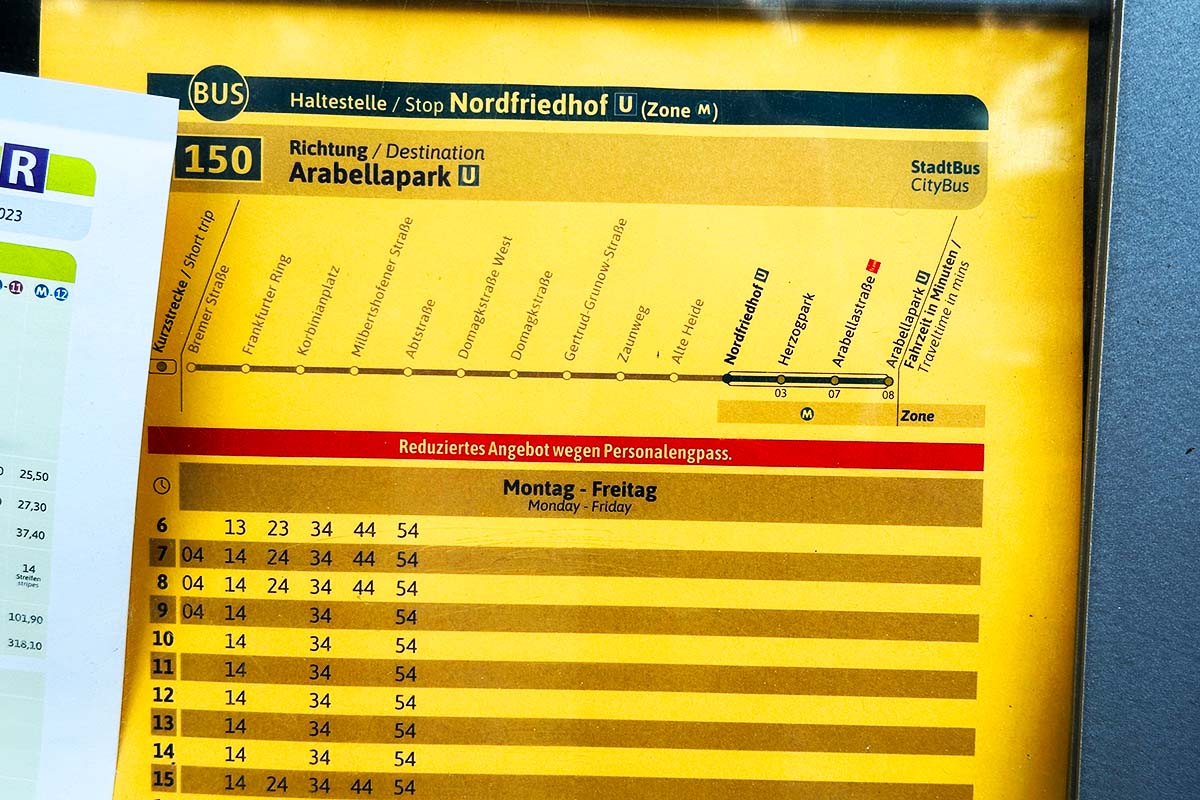 BUS Haltestelle / Stop Nordfriedhof U (Zone M)
150 Richtung / Destination
Arabellapark U
StadtBus
CityBus
Kurzstrecke / Short trip
Bremer Straße
Frankfurter Ring
Korbinianplatz
Milbertshofener Straße
Abtstraße
Domagkstraße West
Domagkstraße
Gertrud-Grunow-Straße
Zaunweg
Alte Heide
Nordfriedhof U
Herzogpark
Arabellastraße
Arabellapark U
Fahrzeit in Minuten /
Traveltime in mins
03 07 08
M Zone
Reduziertes Angebot wegen Personalengpass.
Montag - Freitag
Monday - Friday
6 13 23 34 44 54
7 04 14 24 34 44 54
8 04 14 24 34 44 54
9 04 14 34 54
10 14 34 54
11 14 34 54
12 14 34 54
13 14 34 54
14 14 34 54
15 14 24 34 44 54
R
023
-11 M-12
25,50
27,30
37,40
14
Streifen
stripes
101,90
318,10